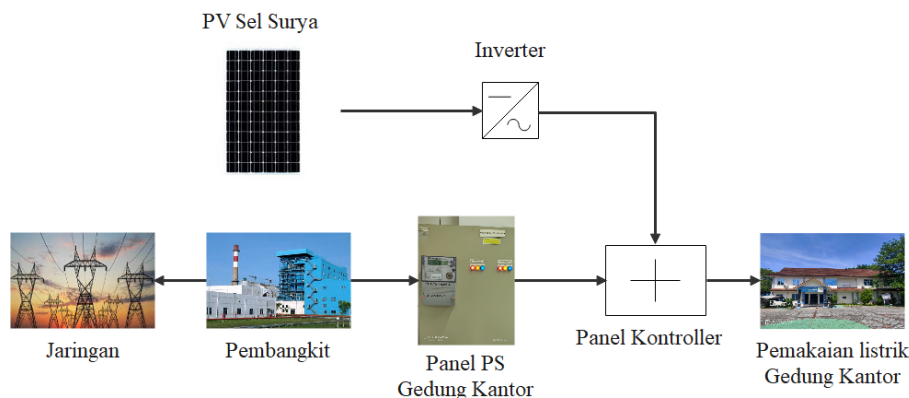 PV Sel Surya
Inverter
Jaringan
Pembangkit
Panel PS
Gedung Kantor
Panel Kontroller
Pemakaian listrik
Gedung Kantor